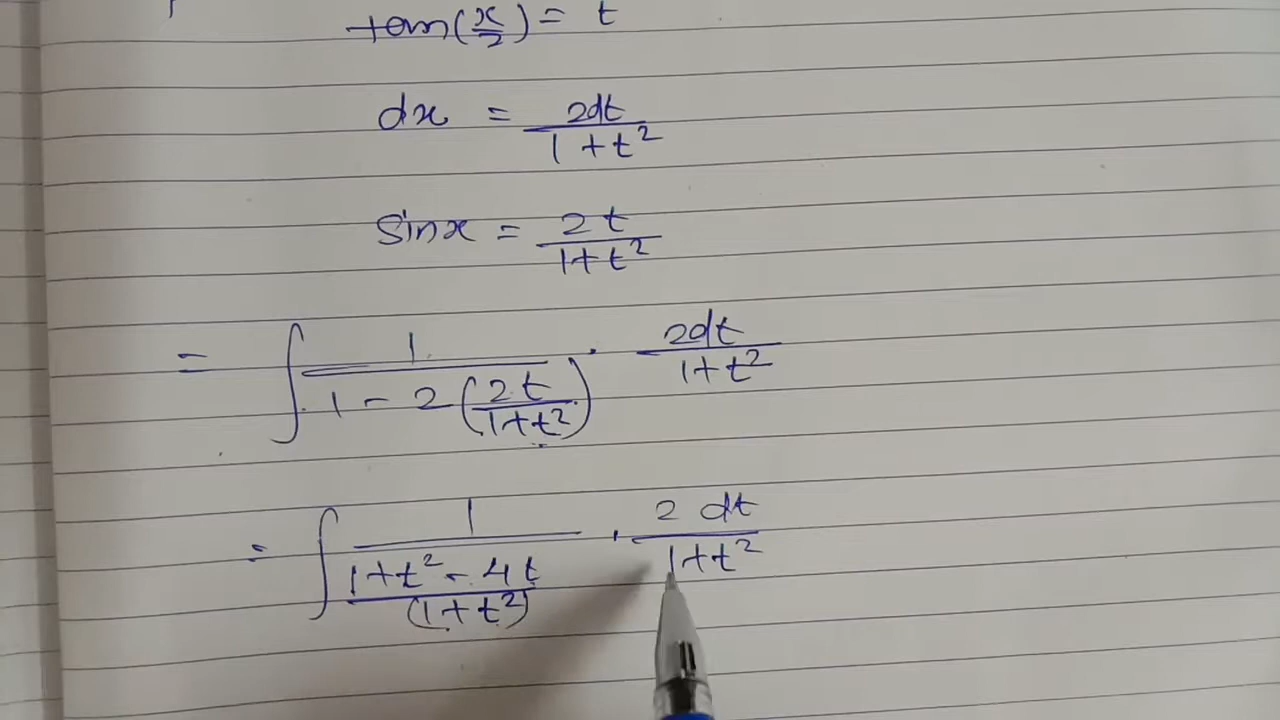 tan(x/2) = t
dx = 2dt / 1+t²
sinx = 2t / 1+t²
= ∫ 1 / 1-2(2t/1+t²) · 2dt / 1+t²
= ∫ 1 / 1+t²-4t / (1+t²) · 2 dt / 1+t²